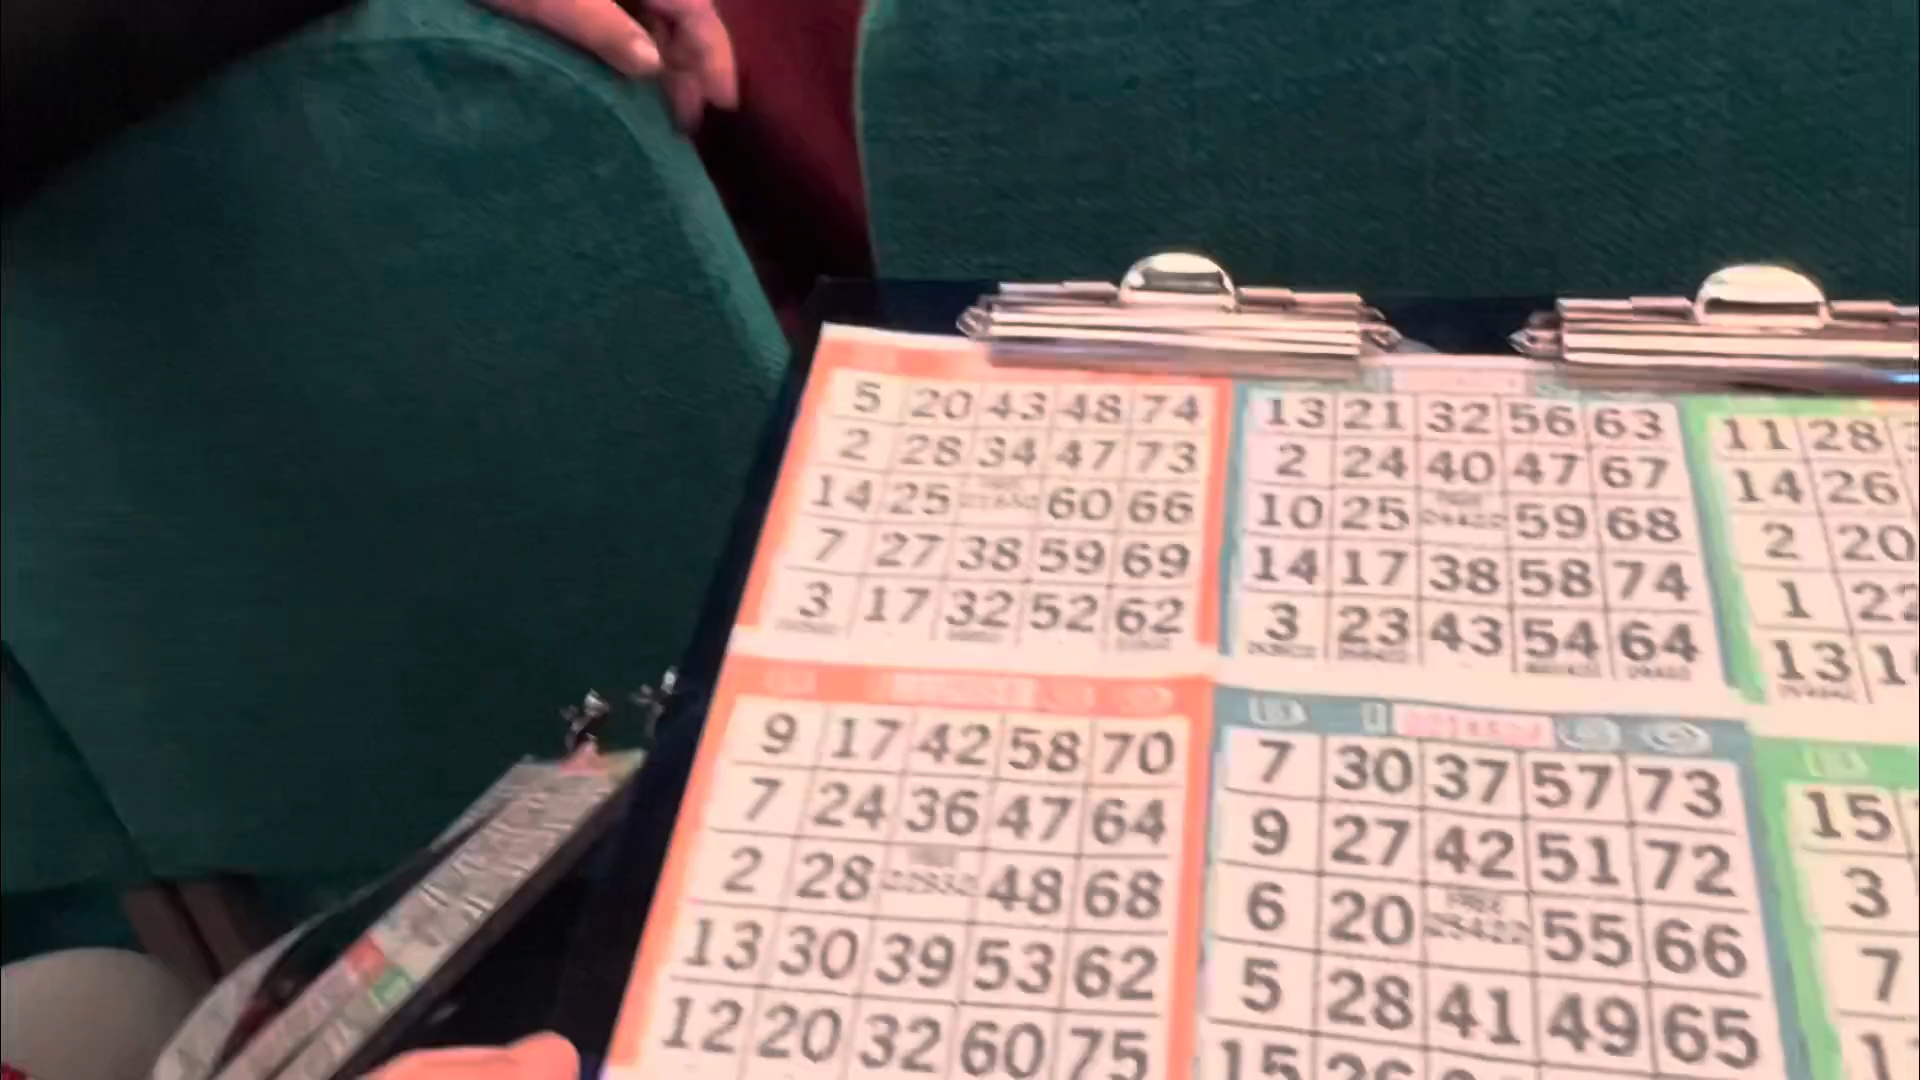 5 20 43 48 74
2 28 34 47 73
14 25 60 66
7 27 38 59 69
3 17 32 52 62
13 21 32 56 63
2 24 40 47 67
10 25 59 68
14 17 38 58 74
3 23 43 54 64
11 28
14 26
2 20
1 22
13
9 17 42 58 70
7 24 36 47 64
FREE
2 28 48 68
13 30 39 53 62
12 20 32 60 75
B I
7 30 37 57 73
9 27 42 51 72
FREE
6 20 55 66
5 28 41 49 65
15 26
15
3
7